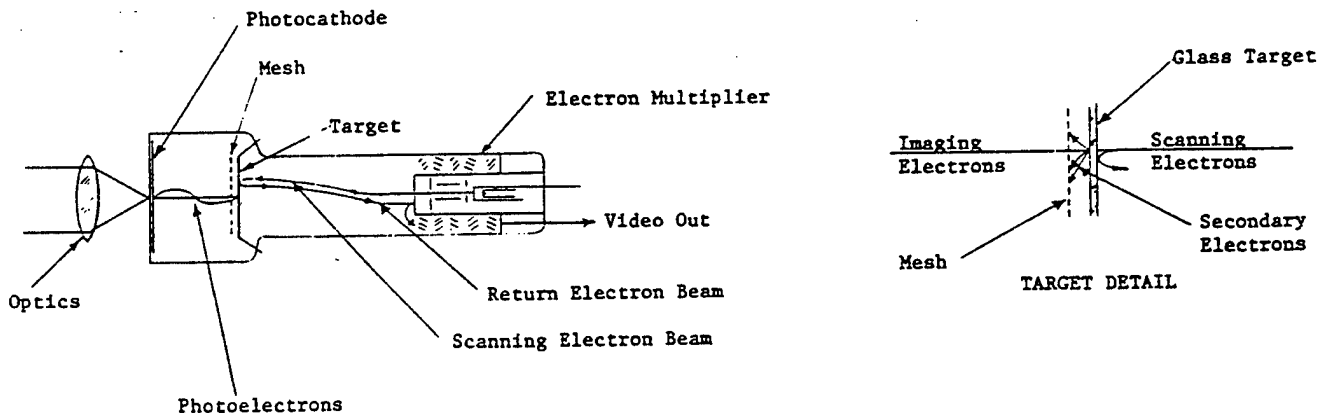 Photocathode
Mesh
Electron Multiplier
Target
Video Out
Return Electron Beam
Scanning Electron Beam
Optics
Photoelectrons
Glass Target
Imaging
Electrons
Scanning
Electrons
Secondary
Electrons
Mesh
TARGET DETAIL